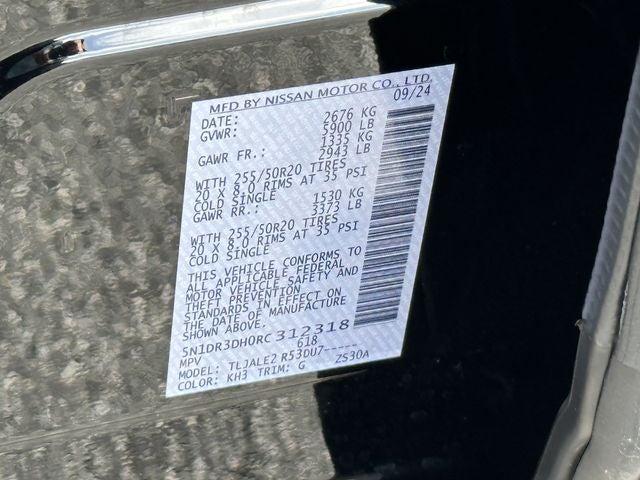 MFD BY NISSAN MOTOR CO., LTD.
DATE: 09/24
GVWR: 2676 KG
5900 LB
GAWR FR.: 1335 KG
2943 LB
WITH 255/50R20 TIRES
20 X 8.0 RIMS AT 35 PSI
COLD SINGLE
GAWR RR.: 1530 KG
3373 LB
WITH 255/50R20 TIRES
20 X 8.0 RIMS AT 35 PSI
COLD SINGLE
THIS VEHICLE CONFORMS TO
ALL APPLICABLE FEDERAL
MOTOR VEHICLE SAFETY AND
THEFT PREVENTION
STANDARDS IN EFFECT ON
THE DATE OF MANUFACTURE
SHOWN ABOVE.
5N1DR3DH0RC 312318
MPV 618
MODEL: TLJALE2 R53DU7-----
COLOR: KH3 TRIM: G ZS30A